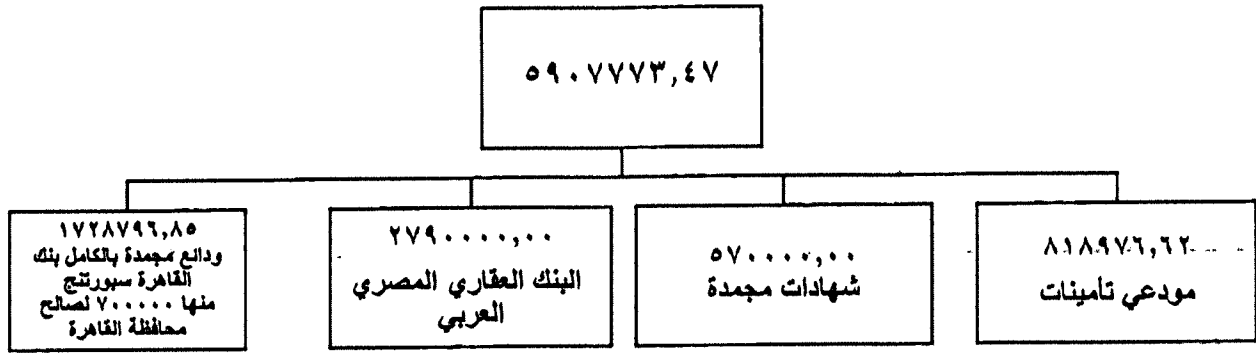 ٥٩٠٧٧٧٣,٤٧
٨١٨٩٧٦,٦٢
مودعي تأمينات
٥٧٠٠٠٠,٠٠
شهادات مجمدة
٢٧٩٠٠٠٠,٠٠
البنك العقاري المصري
العربي
١٧٢٨٧٩٦,٨٥
ودائع مجمدة بالكامل بنك
القاهرة سبورتنج
منها ٧٠٠٠٠٠ لصالح
محافظة القاهرة